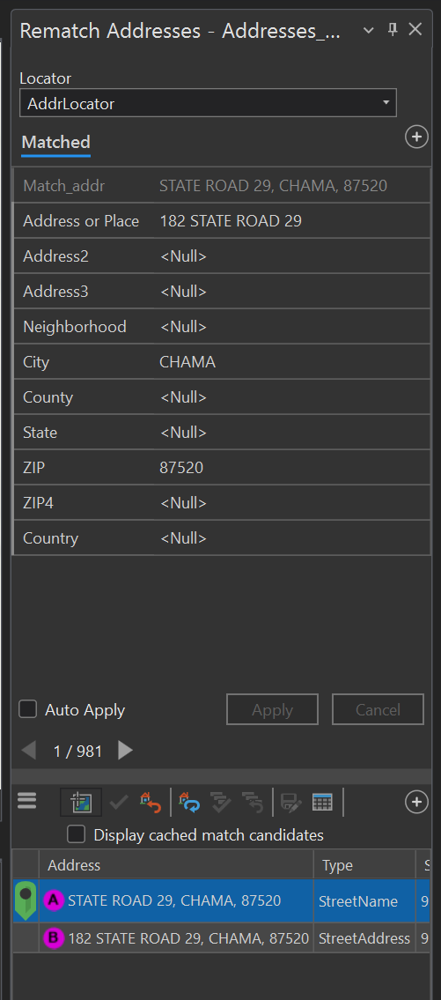 Rematch Addresses - Addresses_...
Locator
AddrLocator
Matched
Match_addr STATE ROAD 29, CHAMA, 87520
Address or Place 182 STATE ROAD 29
Address2 <Null>
Address3 <Null>
Neighborhood <Null>
City CHAMA
County <Null>
State <Null>
ZIP 87520
ZIP4 <Null>
Country <Null>
Auto Apply Apply Cancel
1 / 981
Display cached match candidates
Address Type S
A STATE ROAD 29, CHAMA, 87520 StreetName 9
B 182 STATE ROAD 29, CHAMA, 87520 StreetAddress 9